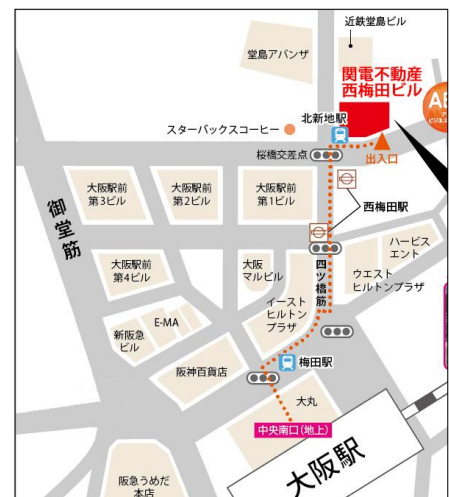 近鉄堂島ビル
堂島アバンザ
関電不動産
西梅田ビル
北新地駅
スターバックスコーヒー
桜橋交差点
出入口
大阪駅前
第3ビル
大阪駅前
第2ビル
大阪駅前
第1ビル
西梅田駅
御堂筋
大阪駅前
第4ビル
大阪
マルビル
四ツ橋筋
ハービス
エント
ウエスト
ヒルトンプラザ
イースト
ヒルトン
プラザ
E-MA
新阪急
ビル
阪神百貨店
梅田駅
大丸
中央南口(地上)
大阪駅
阪急うめだ
本店